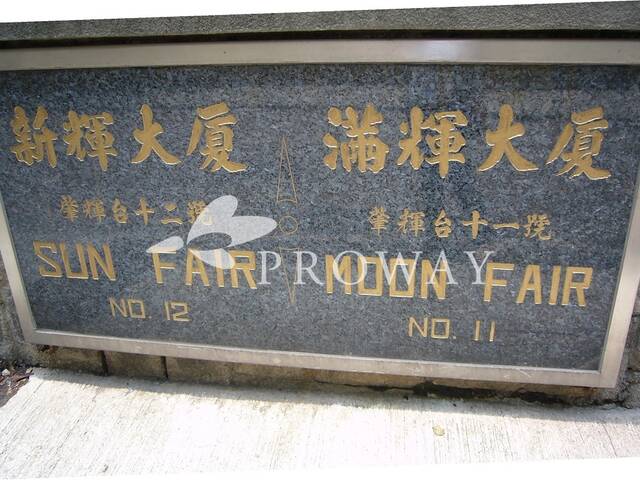 新輝大廈
肇輝台十二號
SUN FAIR
NO. 12
滿輝大廈
肇輝台十一號
MOON FAIR
NO. 11
PROWAY